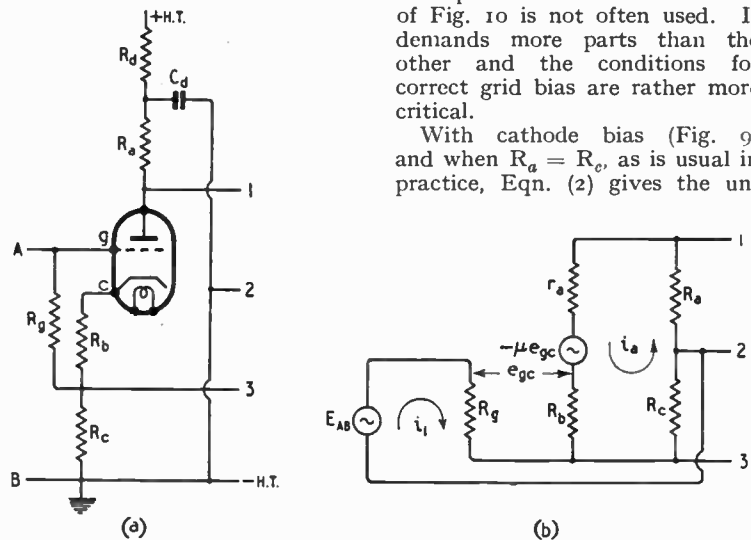 of Fig. 10 is not often used. I
demands more parts than the
other and the conditions fo
correct grid bias are rather more
critical.
With cathode bias (Fig. 9
and when Ra = Rc, as is usual in
practice, Eqn. (2) gives the un
+H.T.
Rd
Cd
Ra
1
A
g
c
2
Rg
Rb
3
Rc
B
−H.T.
(a)
1
ra
Ra
−μegc
ia
2
egc
EAB
i1
Rg
Rb
Rc
3
(b)